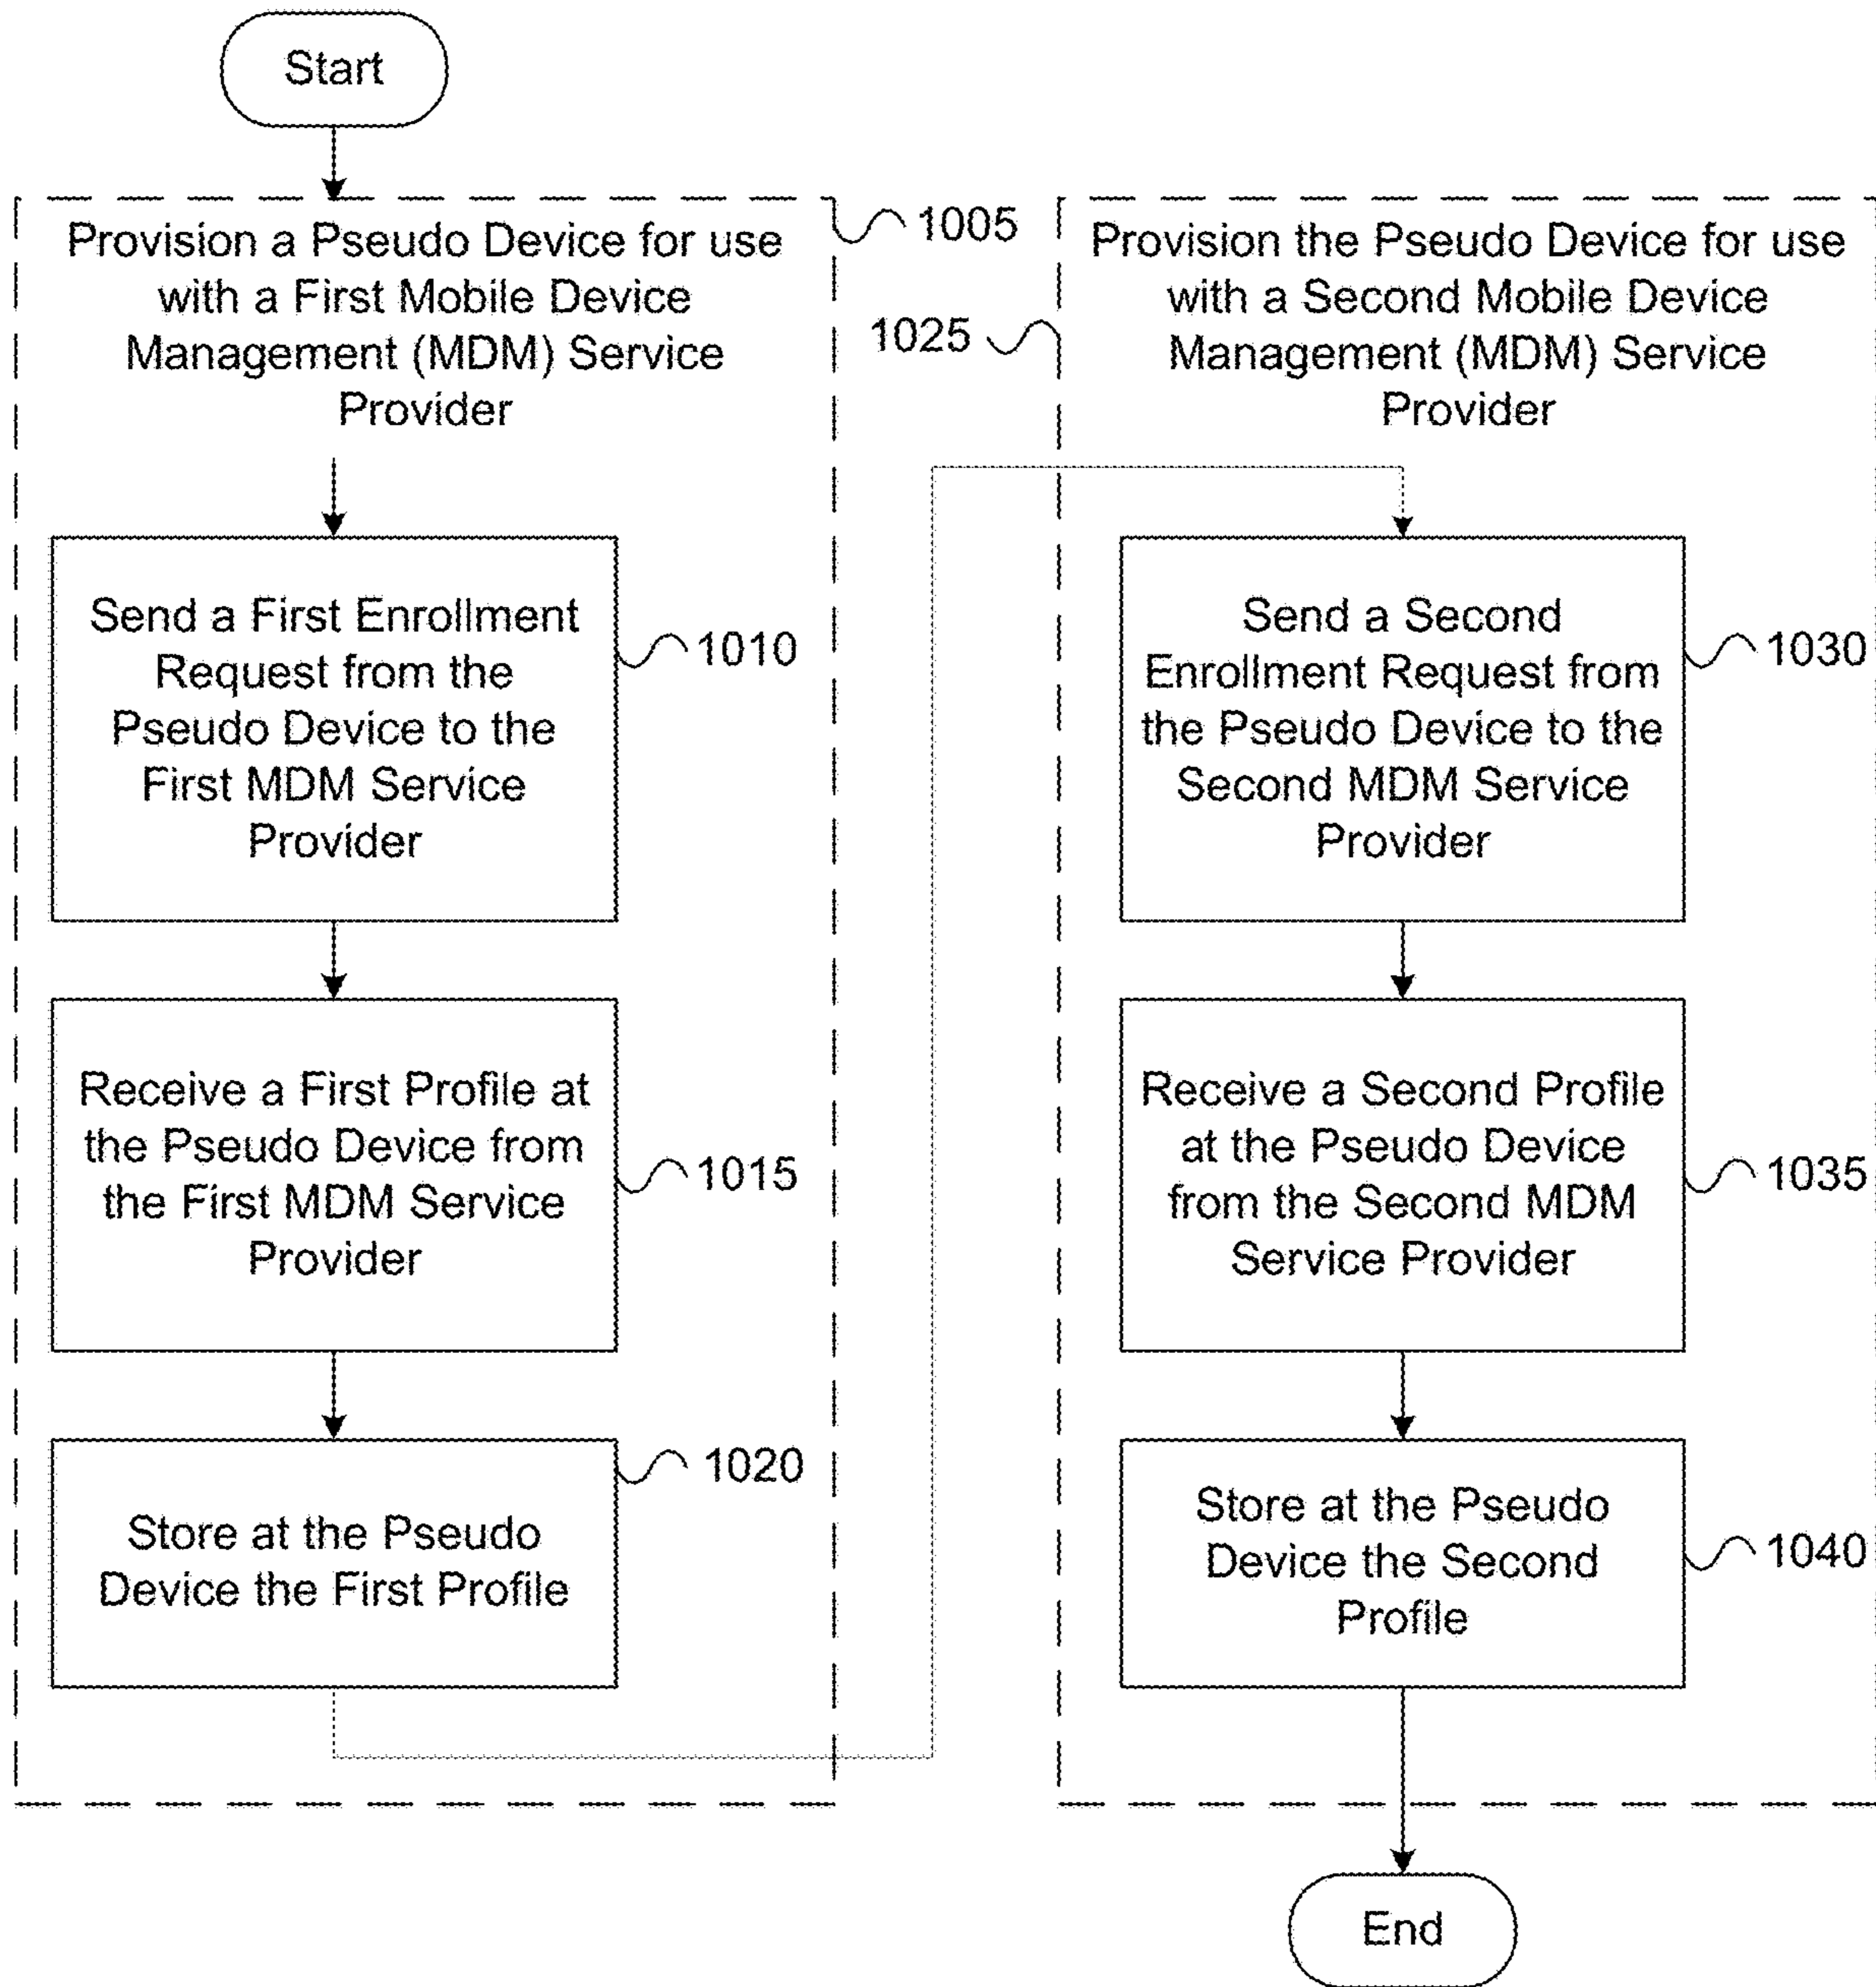 Start
Provision a Pseudo Device for use
with a First Mobile Device
Management (MDM) Service
Provider
1005
Send a First Enrollment
Request from the
Pseudo Device to the
First MDM Service
Provider
1010
Receive a First Profile at
the Pseudo Device from
the First MDM Service
Provider
1015
Store at the Pseudo
Device the First Profile
1020
Provision the Pseudo Device for use
with a Second Mobile Device
Management (MDM) Service
Provider
1025
Send a Second
Enrollment Request from
the Pseudo Device to the
Second MDM Service
Provider
1030
Receive a Second Profile
at the Pseudo Device
from the Second MDM
Service Provider
1035
Store at the Pseudo
Device the Second
Profile
1040
End